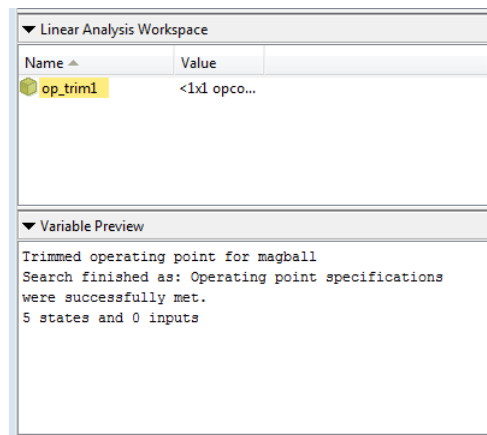 Linear Analysis Workspace
Name Value
op_trim1 <1x1 opco...
Variable Preview
Trimmed operating point for magball
Search finished as: Operating point specifications
were successfully met.
5 states and 0 inputs